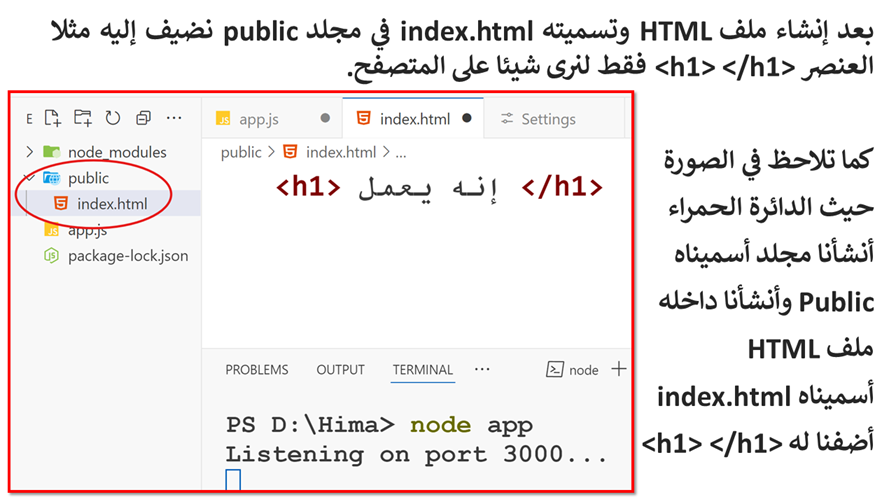 بعد إنشاء ملف HTML وتسميته index.html في مجلد public نضيف إليه مثلا
العنصر <h1> </h1> فقط لنرى شيئا على المتصفح.
E
app.js
index.html
Settings
node_modules
public
index.html
app.js
package-lock.json
public > index.html > ...
<h1> إنه يعمل </h1>
PROBLEMS OUTPUT TERMINAL ... node
PS D:\Hima> node app
Listening on port 3000...
كما تلاحظ في الصورة
حيث الدائرة الحمراء
أنشأنا مجلد أسميناه
Public وأنشأنا داخله
ملف HTML
أسميناه index.html
أضفنا له <h1> </h1>